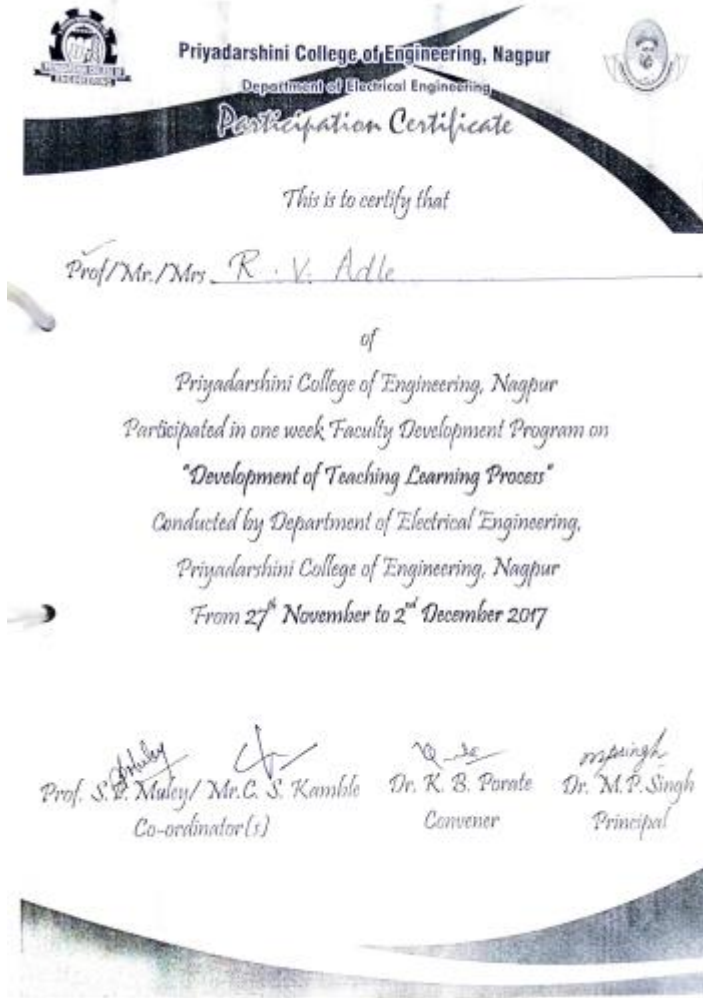 Priyadarshini College of Engineering, Nagpur
Department of Electrical Engineering
Participation Certificate
This is to certify that
Prof/Mr./Mrs. R. V. Adle
of
Priyadarshini College of Engineering, Nagpur
Participated in one week Faculty Development Program on
"Development of Teaching Learning Process"
Conducted by Department of Electrical Engineering,
Priyadarshini College of Engineering, Nagpur
From 27th November to 2nd December 2017
Prof. S. Muley/ Mr.C. S. Kamble Dr. K. B. Porate Dr. M.P. Singh
Co-ordinator(s) Convener Principal